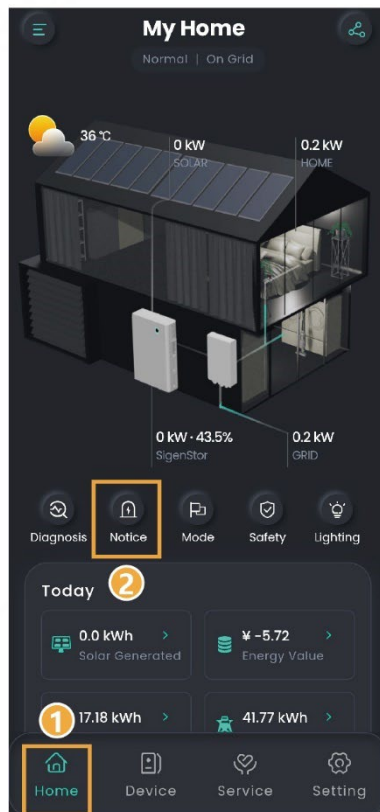 My Home
Normal | On Grid
36 °C
0 kW
SOLAR
0.2 kW
HOME
0 kW · 43.5%
SigenStor
0.2 kW
GRID
Diagnosis
Notice
Mode
Safety
Lighting
2
Today
0.0 kWh
Solar Generated
¥ -5.72
Energy Value
1
17.18 kWh
41.77 kWh
Home
Device
Service
Setting